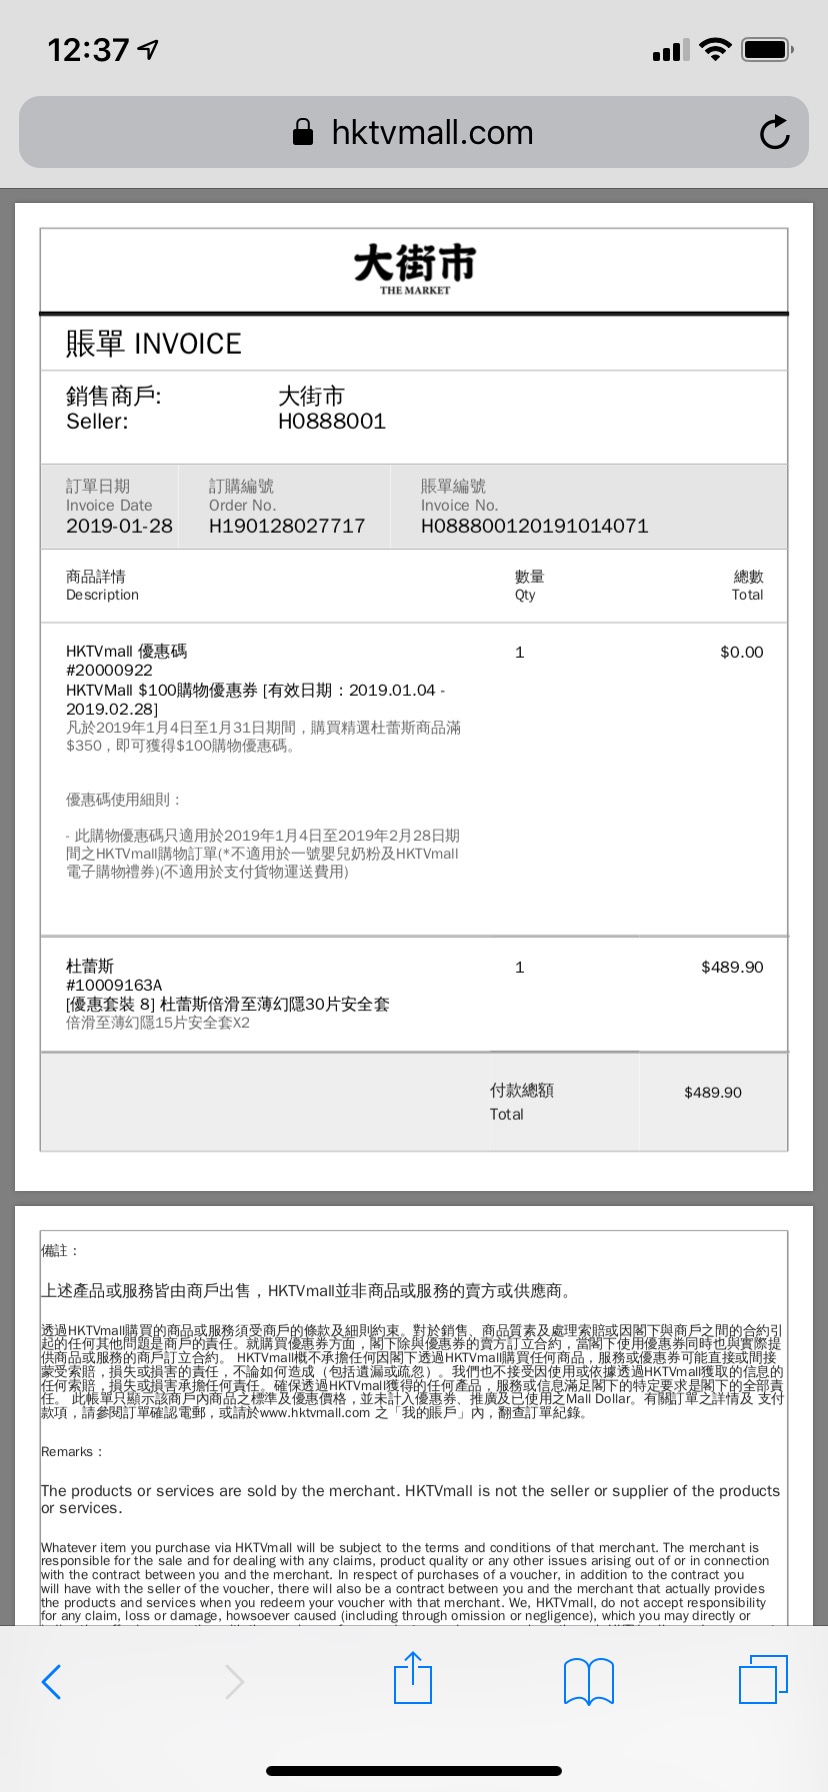 12:37
hktvmall.com
大街市
THE MARKET
賬單 INVOICE
銷售商戶: 大街市
Seller: H0888001
訂單日期 訂購編號 賬單編號
Invoice Date Order No. Invoice No.
2019-01-28 H190128027717 H088800120191014071
商品詳情 數量 總數
Description Qty Total
HKTVmall 優惠碼 1 $0.00
#20000922
HKTVMall $100購物優惠券 [有效日期：2019.01.04 -
2019.02.28]
凡於2019年1月4日至1月31日期間，購買精選杜蕾斯商品滿
$350，即可獲得$100購物優惠碼。
優惠碼使用細則：
- 此購物優惠碼只適用於2019年1月4日至2019年2月28日期
間之HKTVmall購物訂單(*不適用於一號嬰兒奶粉及HKTVmall
電子購物禮券)(不適用於支付貨物運送費用)
杜蕾斯 1 $489.90
#10009163A
[優惠套裝 8] 杜蕾斯倍滑至薄幻隱30片安全套
倍滑至薄幻隱15片安全套X2
付款總額 $489.90
Total
備註：
上述產品或服務皆由商戶出售，HKTVmall並非商品或服務的賣方或供應商。
透過HKTVmall購買的商品或服務須受商戶的條款及細則約束。對於銷售、商品質素及處理索賠或因閣下與商戶之間的合約引
起的任何其他問題是商戶的責任。就購買優惠券方面，閣下除與優惠券的賣方訂立合約，當閣下使用優惠券同時也與實際提
供商品或服務的商戶訂立合約。 HKTVmall概不承擔任何因閣下透過HKTVmall購買任何商品，服務或優惠券可能直接或間接
蒙受索賠，損失或損害的責任，不論如何造成（包括遺漏或疏忽）。我們也不接受因使用或依據透過HKTVmall獲取的信息的
任何索賠，損失或損害承擔任何責任。確保透過HKTVmall獲得的任何產品，服務或信息滿足閣下的特定要求是閣下的全部責
任。 此帳單只顯示該商戶內商品之標準及優惠價格，並未計入優惠券、推廣及已使用之Mall Dollar。有關訂單之詳情及 支付
款項，請參閱訂單確認電郵，或請於www.hktvmall.com 之「我的賬戶」內，翻查訂單紀錄。
Remarks：
The products or services are sold by the merchant. HKTVmall is not the seller or supplier of the products
or services.
Whatever item you purchase via HKTVmall will be subject to the terms and conditions of that merchant. The merchant is
responsible for the sale and for dealing with any claims, product quality or any other issues arising out of or in connection
with the contract between you and the merchant. In respect of purchases of a voucher, in addition to the contract you
will have with the seller of the voucher, there will also be a contract between you and the merchant that actually provides
the products and services when you redeem your voucher with that merchant. We, HKTVmall, do not accept responsibility
for any claim, loss or damage, howsoever caused (including through omission or negligence), which you may directly or